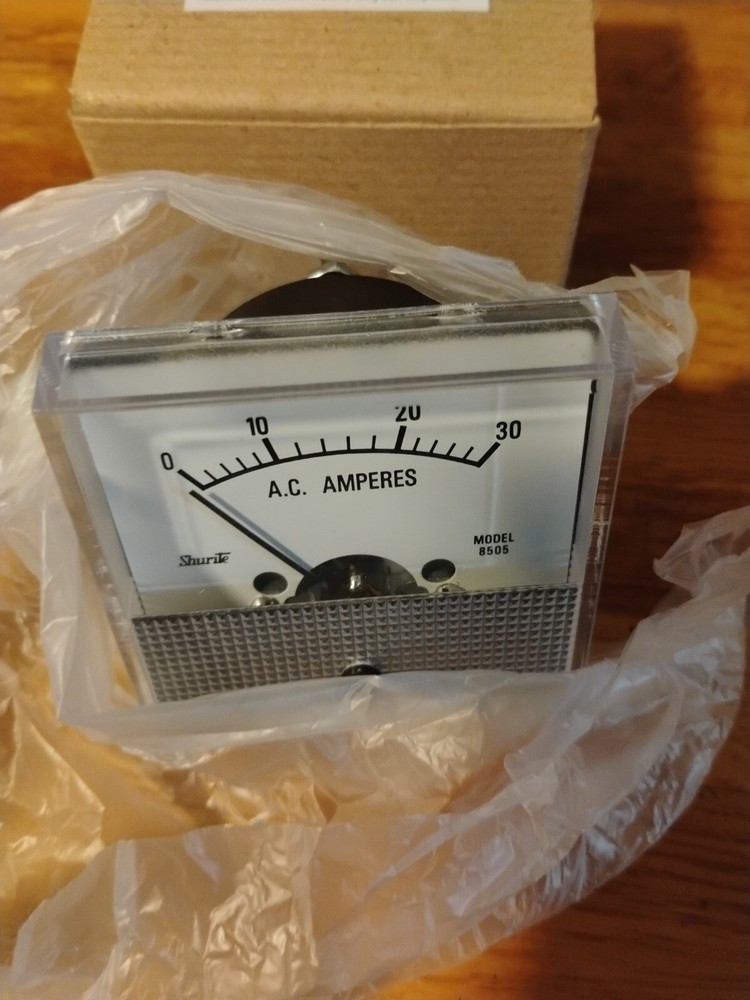 0 10 20 30
A.C. AMPERES
Shurite
MODEL
8505